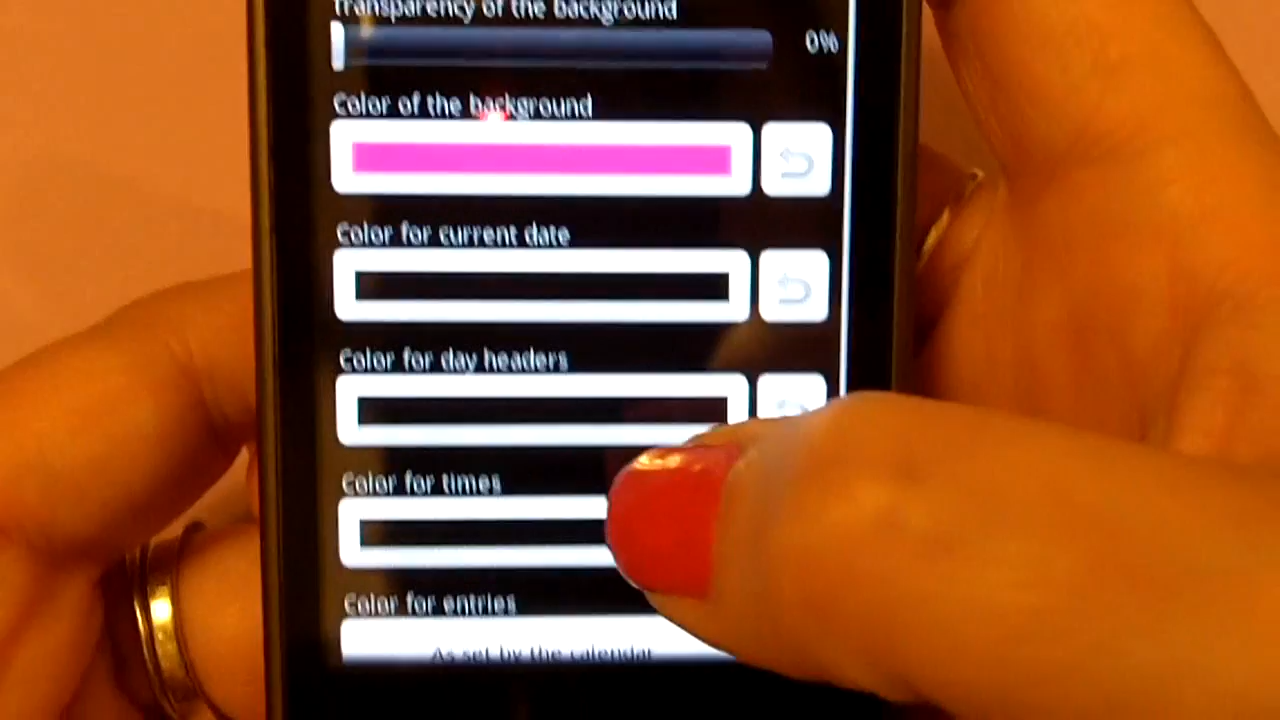 Transparency of the background
0%
Color of the background
Color for current date
Color for day headers
Color for times
Color for entries
As set by the calendar